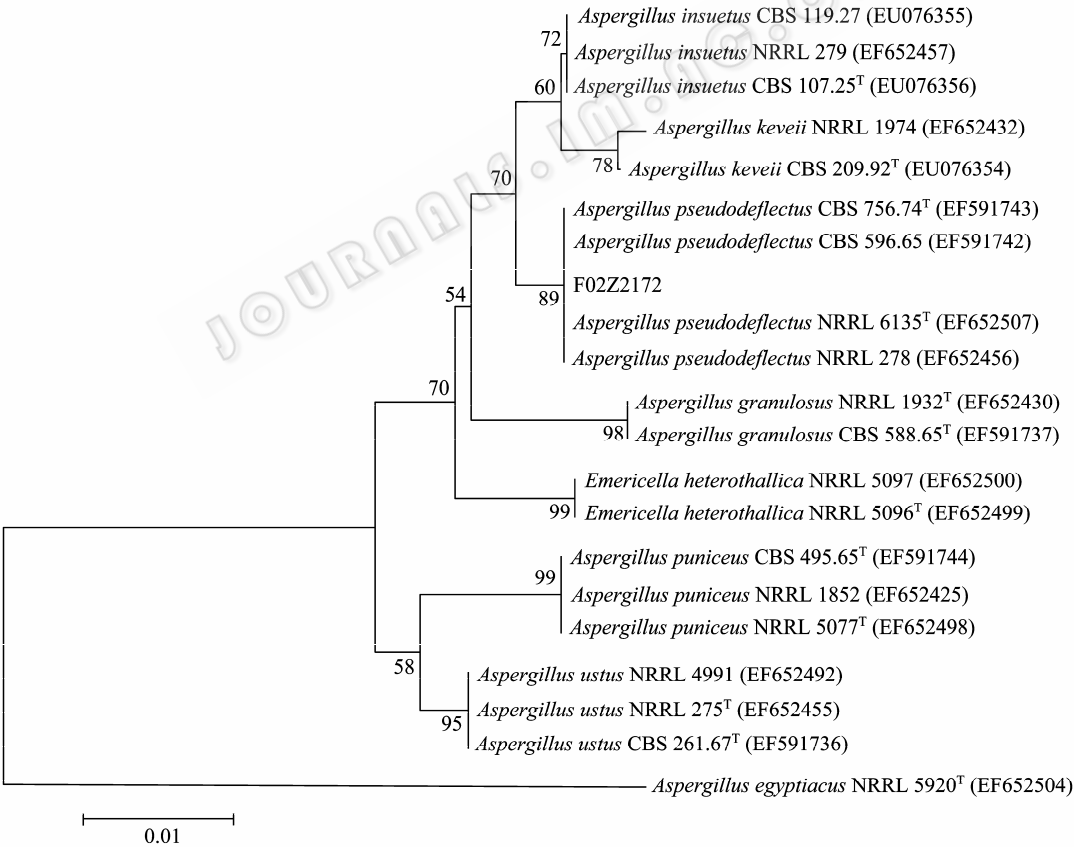 Aspergillus insuetus CBS 119.27 (EU076355)
72
Aspergillus insuetus NRRL 279 (EF652457)
60
Aspergillus insuetus CBS 107.25ᵀ (EU076356)
Aspergillus keveii NRRL 1974 (EF652432)
78
Aspergillus keveii CBS 209.92ᵀ (EU076354)
70
Aspergillus pseudodeflectus CBS 756.74ᵀ (EF591743)
Aspergillus pseudodeflectus CBS 596.65 (EF591742)
F02Z2172
89
54
Aspergillus pseudodeflectus NRRL 6135ᵀ (EF652507)
Aspergillus pseudodeflectus NRRL 278 (EF652456)
70
Aspergillus granulosus NRRL 1932ᵀ (EF652430)
98
Aspergillus granulosus CBS 588.65ᵀ (EF591737)
Emericella heterothallica NRRL 5097 (EF652500)
99
Emericella heterothallica NRRL 5096ᵀ (EF652499)
Aspergillus puniceus CBS 495.65ᵀ (EF591744)
99
Aspergillus puniceus NRRL 1852 (EF652425)
Aspergillus puniceus NRRL 5077ᵀ (EF652498)
58
Aspergillus ustus NRRL 4991 (EF652492)
Aspergillus ustus NRRL 275ᵀ (EF652455)
95
Aspergillus ustus CBS 261.67ᵀ (EF591736)
Aspergillus egyptiacus NRRL 5920ᵀ (EF652504)
0.01
JOURNALS.IM.AC.